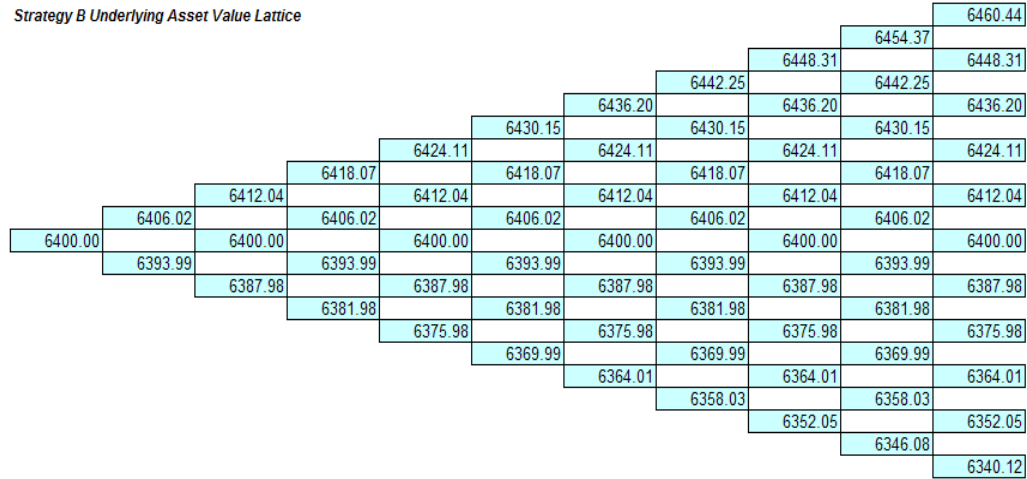 Strategy B Underlying Asset Value Lattice 6460.44
6454.37
6448.31 6448.31
6442.25 6442.25
6436.20 6436.20 6436.20
6430.15 6430.15 6430.15
6424.11 6424.11 6424.11 6424.11
6418.07 6418.07 6418.07 6418.07
6412.04 6412.04 6412.04 6412.04 6412.04
6406.02 6406.02 6406.02 6406.02 6406.02
6400.00 6400.00 6400.00 6400.00 6400.00 6400.00
6393.99 6393.99 6393.99 6393.99 6393.99
6387.98 6387.98 6387.98 6387.98 6387.98
6381.98 6381.98 6381.98 6381.98
6375.98 6375.98 6375.98 6375.98
6369.99 6369.99 6369.99
6364.01 6364.01 6364.01
6358.03 6358.03
6352.05 6352.05
6346.08
6340.12